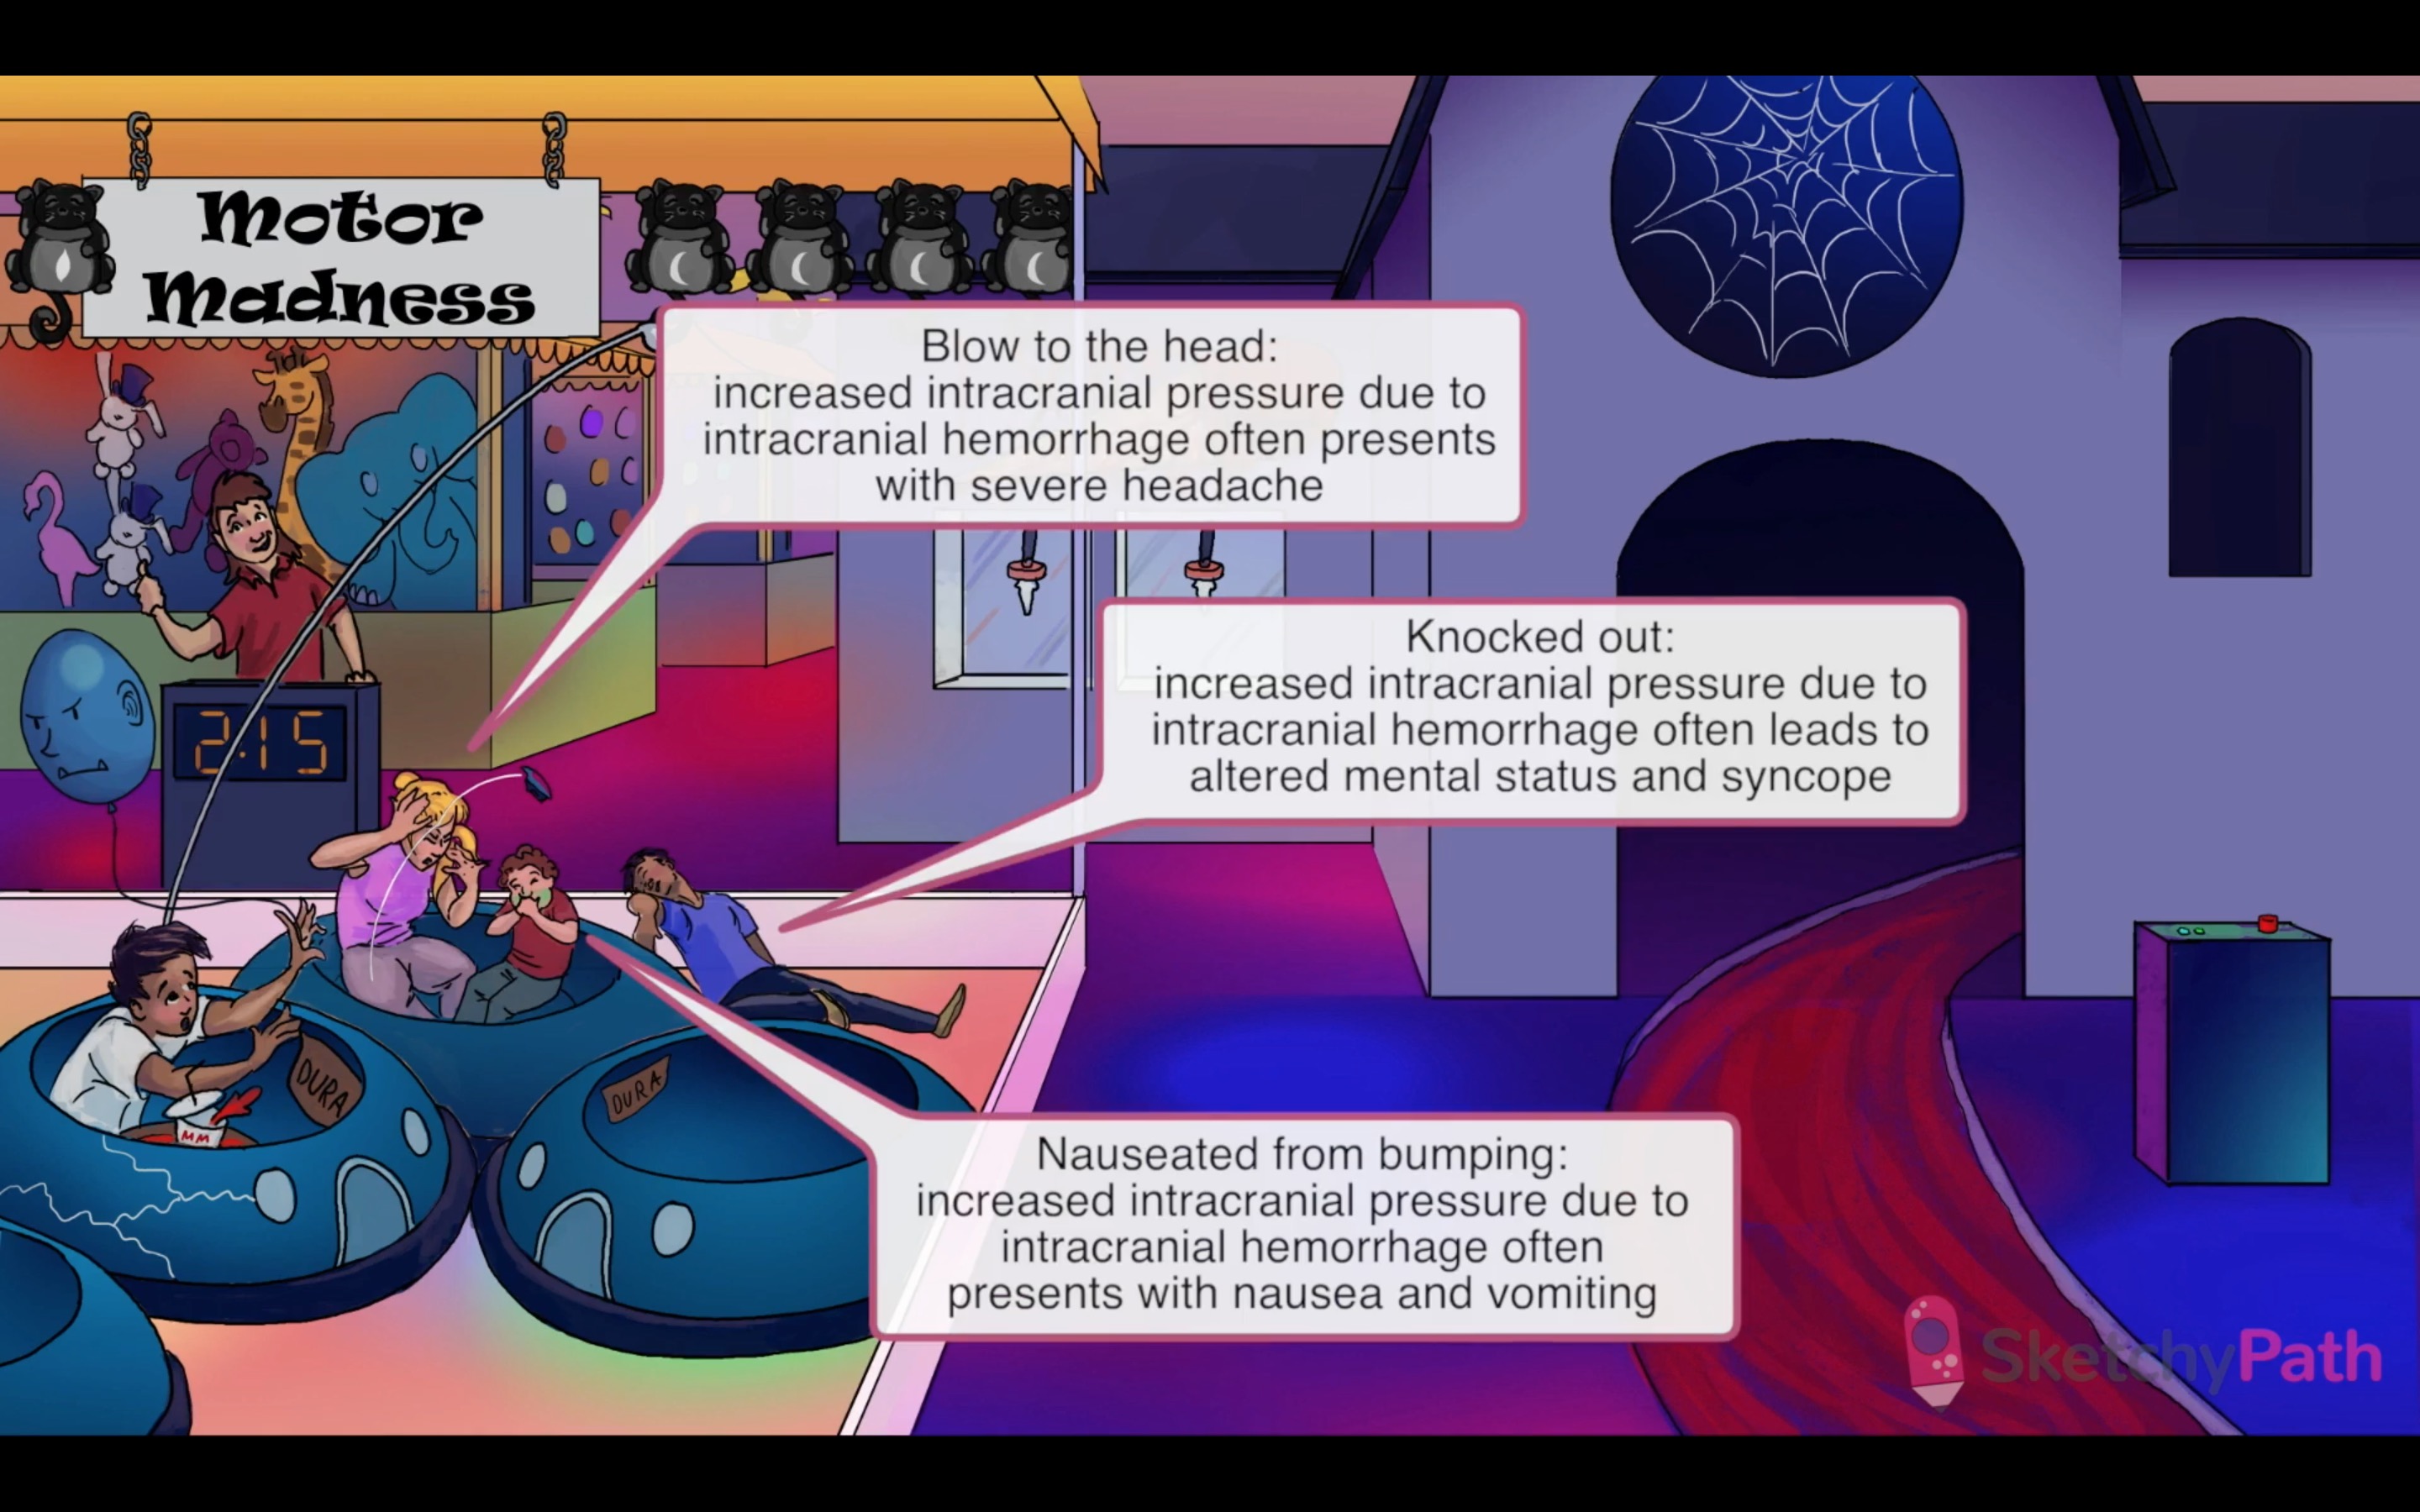 Motor
Madness
Blow to the head:
increased intracranial pressure due to
intracranial hemorrhage often presents
with severe headache
Knocked out:
increased intracranial pressure due to
intracranial hemorrhage often leads to
altered mental status and syncope
2:15
DURA
DURA
MM
Nauseated from bumping:
increased intracranial pressure due to
intracranial hemorrhage often
presents with nausea and vomiting
SketchyPath